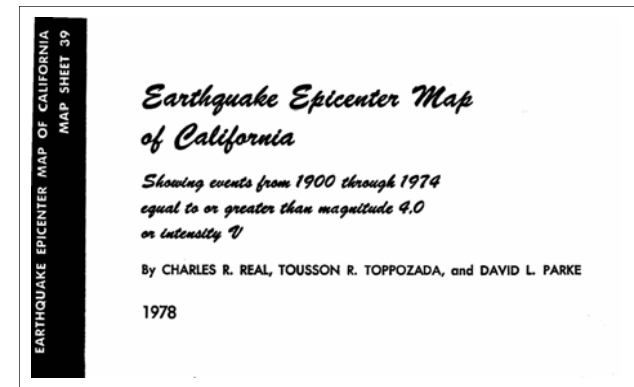 EARTHQUAKE EPICENTER MAP OF CALIFORNIA
MAP SHEET 39
Earthquake Epicenter Map
of California
Showing events from 1900 through 1974
equal to or greater than magnitude 4.0
or intensity V
By CHARLES R. REAL, TOUSSON R. TOPPOZADA, and DAVID L. PARKE
1978